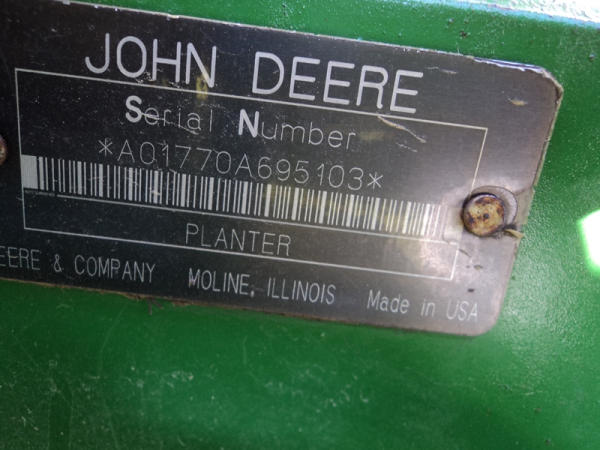 JOHN DEERE
Serial Number
*A01770A695103*
PLANTER
EERE & COMPANY MOLINE, ILLINOIS Made in USA